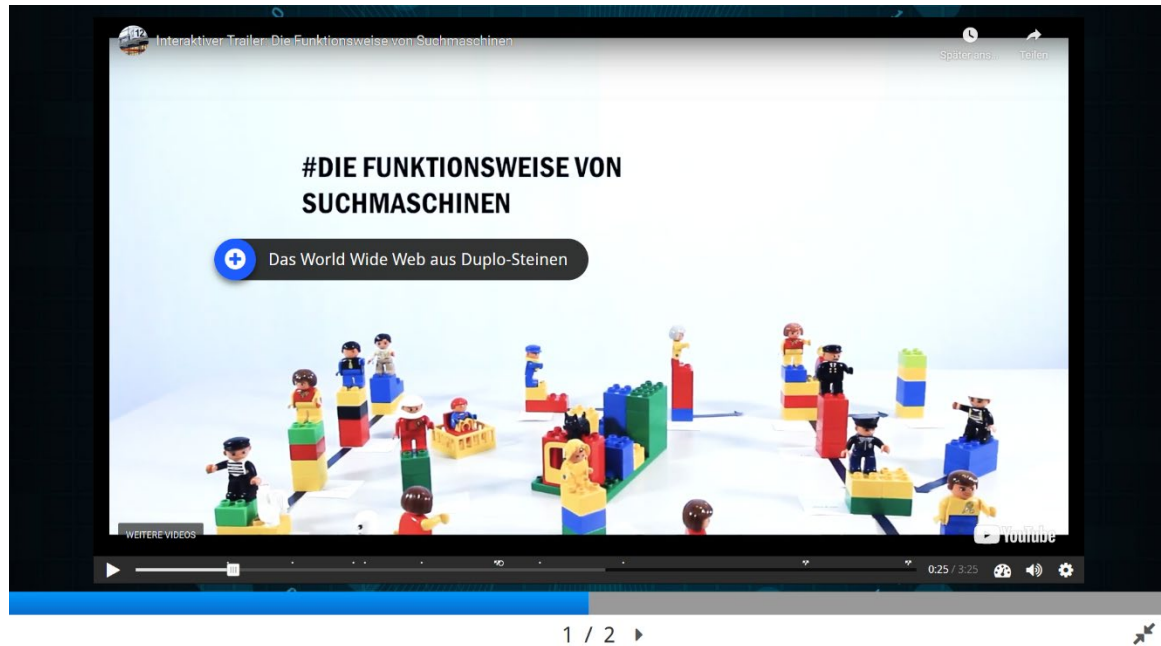 Interaktiver Trailer: Die Funktionsweise von Suchmaschinen
Später ans...
Teilen
#DIE FUNKTIONSWEISE VON
SUCHMASCHINEN
Das World Wide Web aus Duplo-Steinen
WEITERE VIDEOS
YouTube
0:25 / 3:25
1 / 2